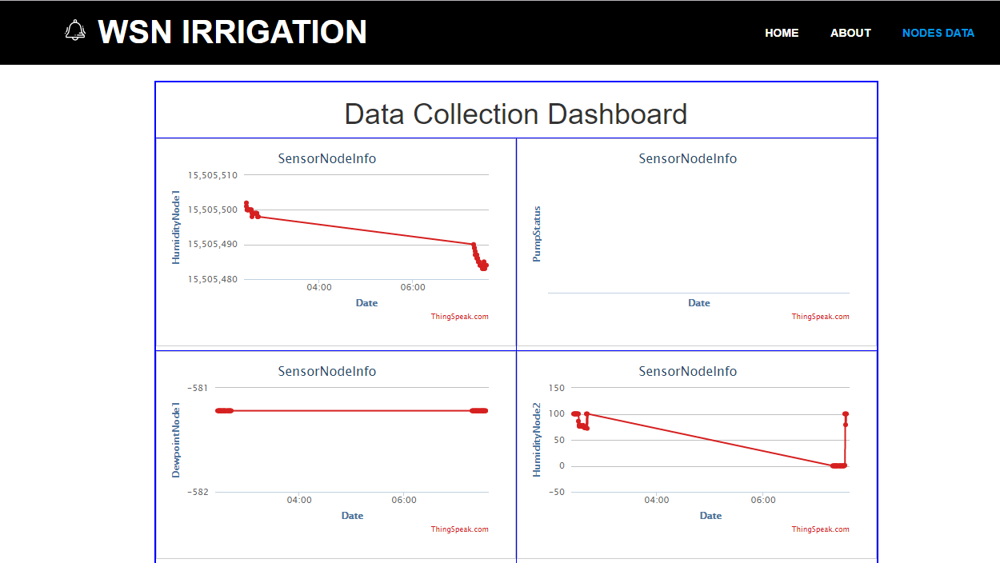 WSN IRRIGATION
HOME ABOUT NODES DATA
Data Collection Dashboard
SensorNodeInfo
HumidityNode1
15,505,510
15,505,500
15,505,490
15,505,480
04:00 06:00
Date
ThingSpeak.com
SensorNodeInfo
PumpStatus
Date
ThingSpeak.com
SensorNodeInfo
DewpointNode1
−581
−582
04:00 06:00
Date
ThingSpeak.com
SensorNodeInfo
HumidityNode2
150
100
50
0
−50
04:00 06:00
Date
ThingSpeak.com